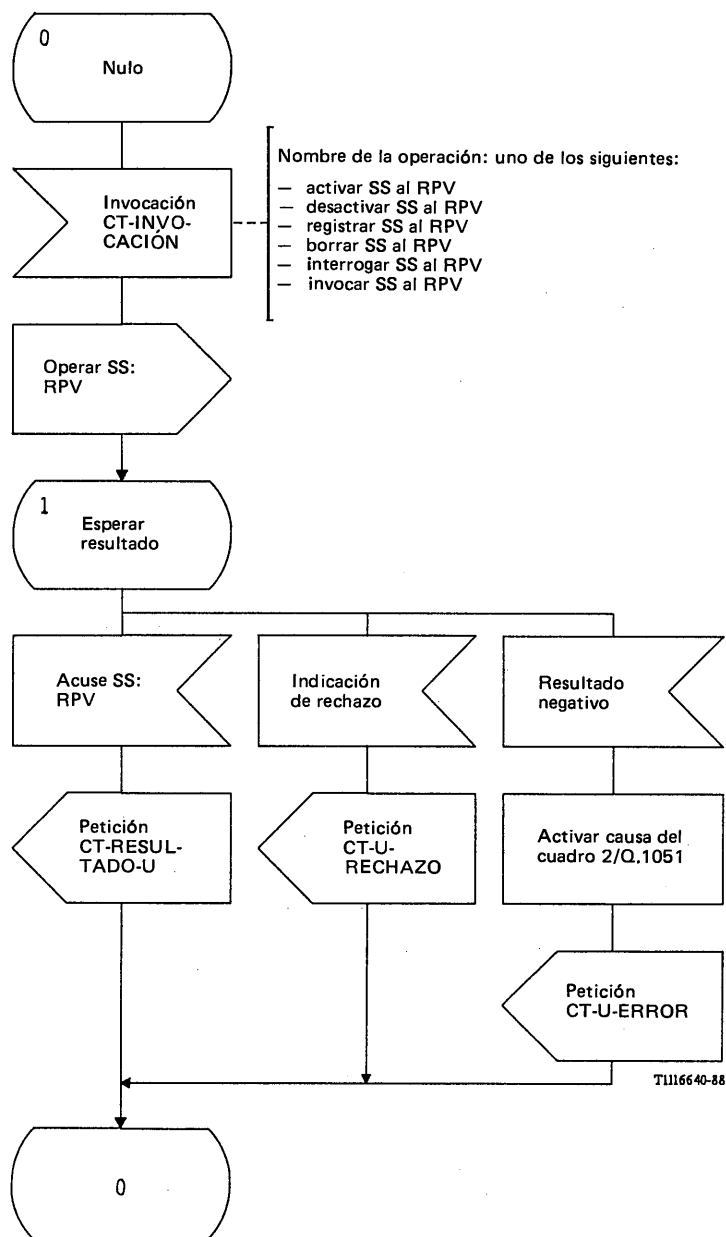 0
Nulo
Invocación
CT-INVO-
CACIÓN
Nombre de la operación: uno de los siguientes:
— activar SS al RPV
— desactivar SS al RPV
— registrar SS al RPV
— borrar SS al RPV
— interrogar SS al RPV
— invocar SS al RPV
Operar SS:
RPV
1
Esperar
resultado
Acuse SS:
RPV
Indicación
de rechazo
Resultado
negativo
Petición
CT-RESUL-
TADO-U
Petición
CT-U-
RECHAZO
Activar causa del
cuadro 2/Q.1051
Petición
CT-U-ERROR
T1116640-88
0